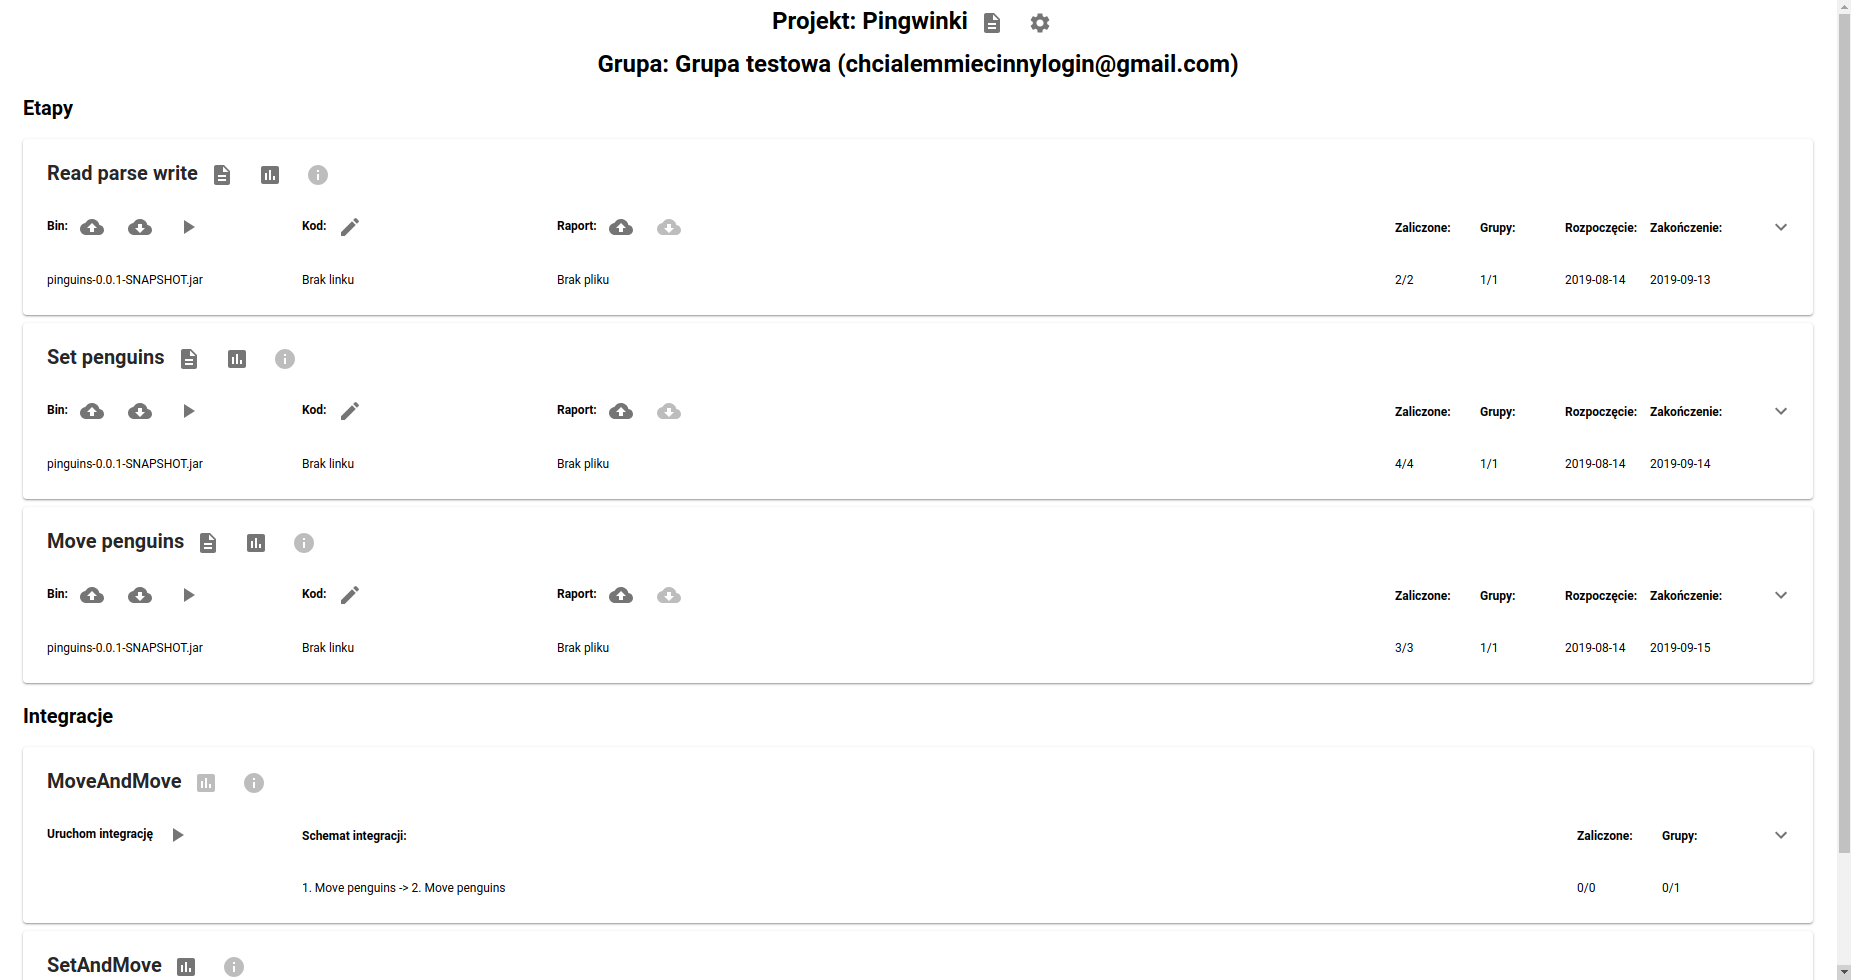 Projekt: Pingwinki
Grupa: Grupa testowa (chcialemmiecinnylogin@gmail.com)
Etapy
Read parse write
Bin: Kod: Raport: Zaliczone: Grupy: Rozpoczęcie: Zakończenie:
pinguins-0.0.1-SNAPSHOT.jar Brak linku Brak pliku 2/2 1/1 2019-08-14 2019-09-13
Set penguins
Bin: Kod: Raport: Zaliczone: Grupy: Rozpoczęcie: Zakończenie:
pinguins-0.0.1-SNAPSHOT.jar Brak linku Brak pliku 4/4 1/1 2019-08-14 2019-09-14
Move penguins
Bin: Kod: Raport: Zaliczone: Grupy: Rozpoczęcie: Zakończenie:
pinguins-0.0.1-SNAPSHOT.jar Brak linku Brak pliku 3/3 1/1 2019-08-14 2019-09-15
Integracje
MoveAndMove
Uruchom integrację Schemat integracji: Zaliczone: Grupy:
1. Move penguins -> 2. Move penguins 0/0 0/1
SetAndMove